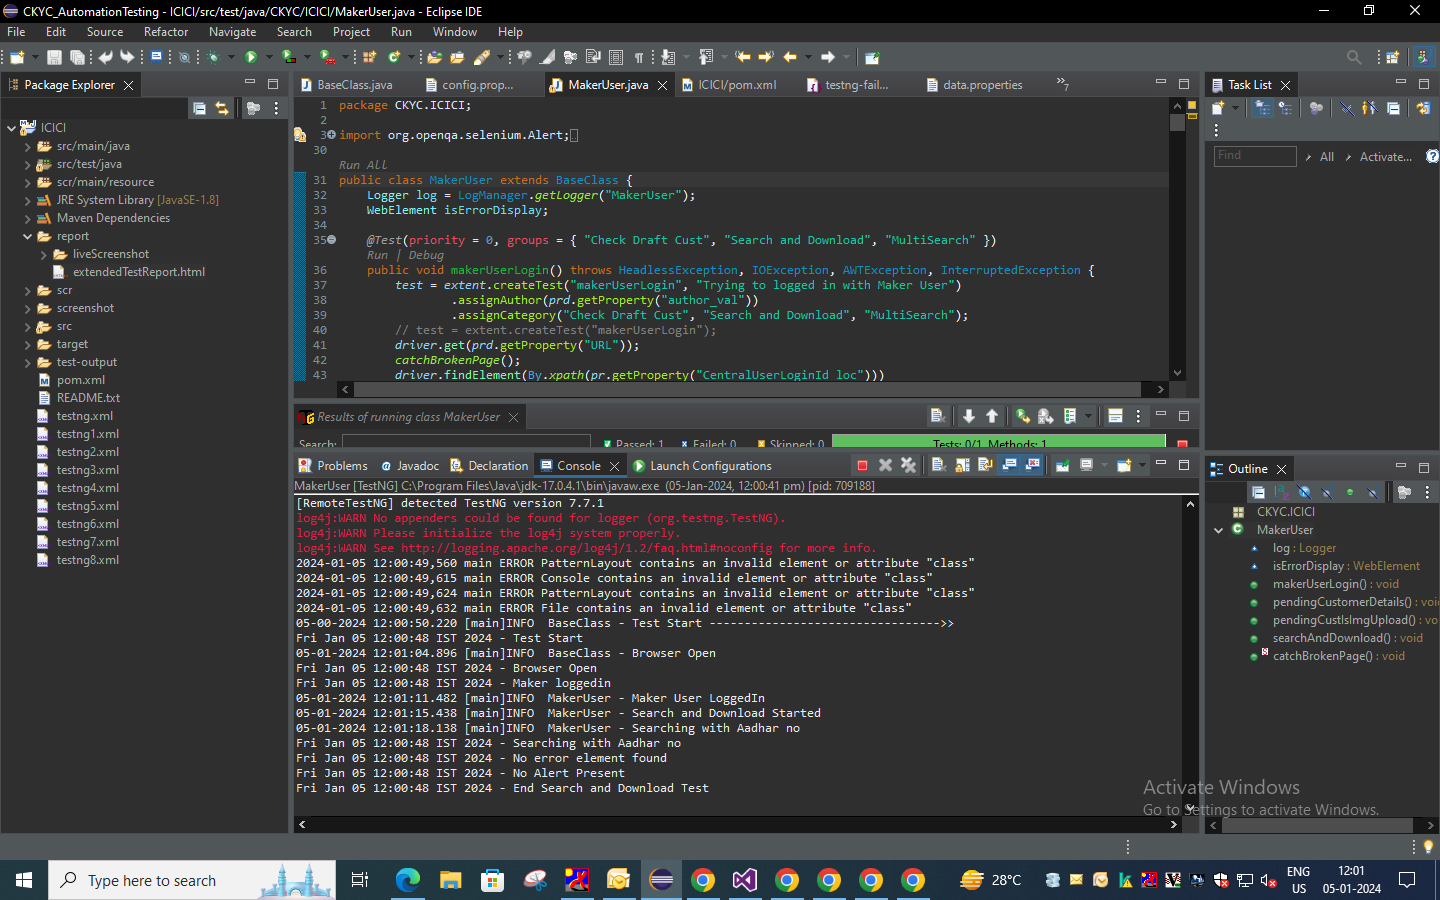 CKYC_AutomationTesting - ICICI/src/test/java/CKYC/ICICI/MakerUser.java - Eclipse IDE
File Edit Source Refactor Navigate Search Project Run Window Help
Package Explorer
ICICI
src/main/java
src/test/java
scr/main/resource
JRE System Library [JavaSE-1.8]
Maven Dependencies
report
liveScreenshot
extendedTestReport.html
scr
screenshot
src
target
test-output
pom.xml
README.txt
testng.xml
testng1.xml
testng2.xml
testng3.xml
testng4.xml
testng5.xml
testng6.xml
testng7.xml
testng8.xml
BaseClass.java config.prop... MakerUser.java ICICI/pom.xml testng-fail... data.properties »7
1 package CKYC.ICICI;
2
3 import org.openqa.selenium.Alert;
30
Run All
31 public class MakerUser extends BaseClass {
32 Logger log = LogManager.getLogger("MakerUser");
33 WebElement isErrorDisplay;
34
35 @Test(priority = 0, groups = { "Check Draft Cust", "Search and Download", "MultiSearch" })
Run | Debug
36 public void makerUserLogin() throws HeadlessException, IOException, AWTException, InterruptedException {
37 test = extent.createTest("makerUserLogin", "Trying to logged in with Maker User")
38 .assignAuthor(prd.getProperty("author_val"))
39 .assignCategory("Check Draft Cust", "Search and Download", "MultiSearch");
40 // test = extent.createTest("makerUserLogin");
41 driver.get(prd.getProperty("URL"));
42 catchBrokenPage();
43 driver.findElement(By.xpath(pr.getProperty("CentralUserLoginId_loc")))
Results of running class MakerUser
Search: Passed: 1 Failed: 0 Skipped: 0 Tests: 0/1 Methods: 1
Problems Javadoc Declaration Console Launch Configurations
MakerUser [TestNG] C:\Program Files\Java\jdk-17.0.4.1\bin\javaw.exe (05-Jan-2024, 12:00:41 pm) [pid: 709188]
[RemoteTestNG] detected TestNG version 7.7.1
log4j:WARN No appenders could be found for logger (org.testng.TestNG).
log4j:WARN Please initialize the log4j system properly.
log4j:WARN See http://logging.apache.org/log4j/1.2/faq.html#noconfig for more info.
2024-01-05 12:00:49,560 main ERROR PatternLayout contains an invalid element or attribute "class"
2024-01-05 12:00:49,615 main ERROR Console contains an invalid element or attribute "class"
2024-01-05 12:00:49,624 main ERROR PatternLayout contains an invalid element or attribute "class"
2024-01-05 12:00:49,632 main ERROR File contains an invalid element or attribute "class"
05-00-2024 12:00:50.220 [main]INFO BaseClass - Test Start --------------------------------->>
Fri Jan 05 12:00:48 IST 2024 - Test Start
05-01-2024 12:01:04.896 [main]INFO BaseClass - Browser Open
Fri Jan 05 12:00:48 IST 2024 - Browser Open
Fri Jan 05 12:00:48 IST 2024 - Maker loggedin
05-01-2024 12:01:11.482 [main]INFO MakerUser - Maker User LoggedIn
05-01-2024 12:01:15.438 [main]INFO MakerUser - Search and Download Started
05-01-2024 12:01:18.138 [main]INFO MakerUser - Searching with Aadhar no
Fri Jan 05 12:00:48 IST 2024 - Searching with Aadhar no
Fri Jan 05 12:00:48 IST 2024 - No error element found
Fri Jan 05 12:00:48 IST 2024 - No Alert Present
Fri Jan 05 12:00:48 IST 2024 - End Search and Download Test
Task List
Find All Activate...
Outline
CKYC.ICICI
MakerUser
log : Logger
isErrorDisplay : WebElement
makerUserLogin() : void
pendingCustomerDetails() : voi
pendingCustIsImgUpload() : vo
searchAndDownload() : void
catchBrokenPage() : void
Activate Windows
Go to Settings to activate Windows.
Type here to search
28°C
ENG
US
12:01
05-01-2024